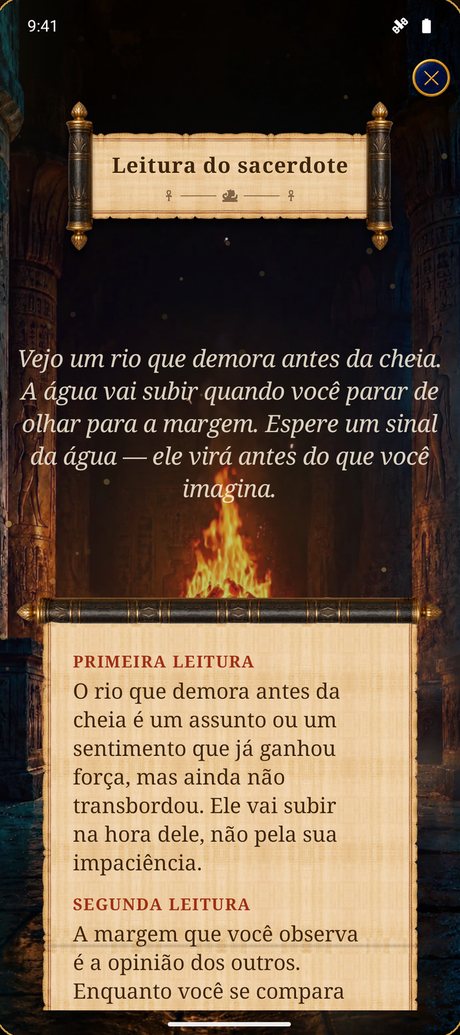 9:41
Leitura do sacerdote
Vejo um rio que demora antes da cheia.
A água vai subir quando você parar de
olhar para a margem. Espere um sinal
da água — ele virá antes do que você
imagina.
PRIMEIRA LEITURA
O rio que demora antes da
cheia é um assunto ou um
sentimento que já ganhou
força, mas ainda não
transbordou. Ele vai subir
na hora dele, não pela sua
impaciência.
SEGUNDA LEITURA
A margem que você observa
é a opinião dos outros.
Enquanto você se compara